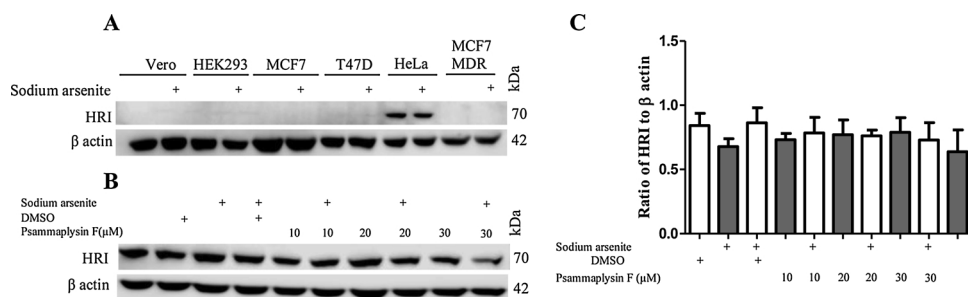 A
Vero HEK293 MCF7 T47D HeLa MCF7 MDR kDa
Sodium arsenite + + + + + +
HRI 70
β actin 42
B
Sodium arsenite + + + + +
DMSO + +
Psammaplysin F(µM) 10 10 20 20 30 30 kDa
HRI 70
β actin 42
C
Ratio of HRI to β actin
1.5
1.0
0.5
0.0
Sodium arsenite + + + + +
DMSO + +
Psammaplysin F (µM) 10 10 20 20 30 30